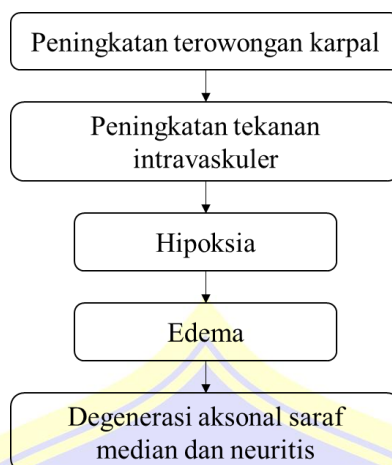 Peningkatan terowongan karpal
Peningkatan tekanan
intravaskuler
Hipoksia
Edema
Degenerasi aksonal saraf
median dan neuritis